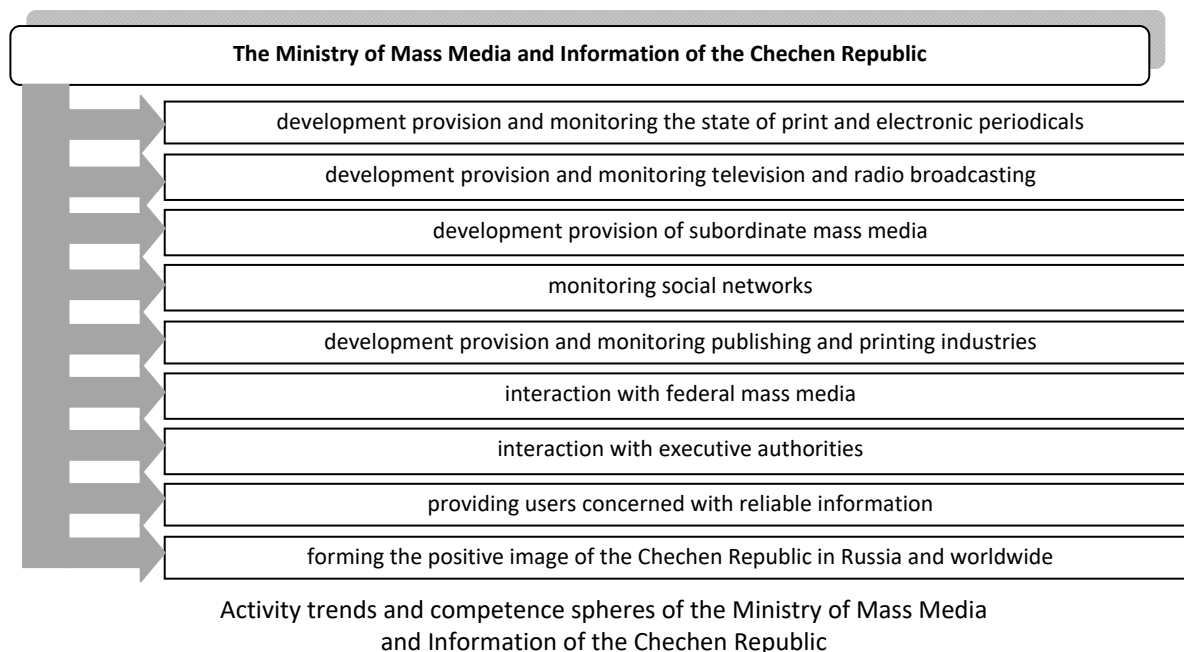 The Ministry of Mass Media and Information of the Chechen Republic
development provision and monitoring the state of print and electronic periodicals
development provision and monitoring television and radio broadcasting
development provision of subordinate mass media
monitoring social networks
development provision and monitoring publishing and printing industries
interaction with federal mass media
interaction with executive authorities
providing users concerned with reliable information
forming the positive image of the Chechen Republic in Russia and worldwide
Activity trends and competence spheres of the Ministry of Mass Media
and Information of the Chechen Republic